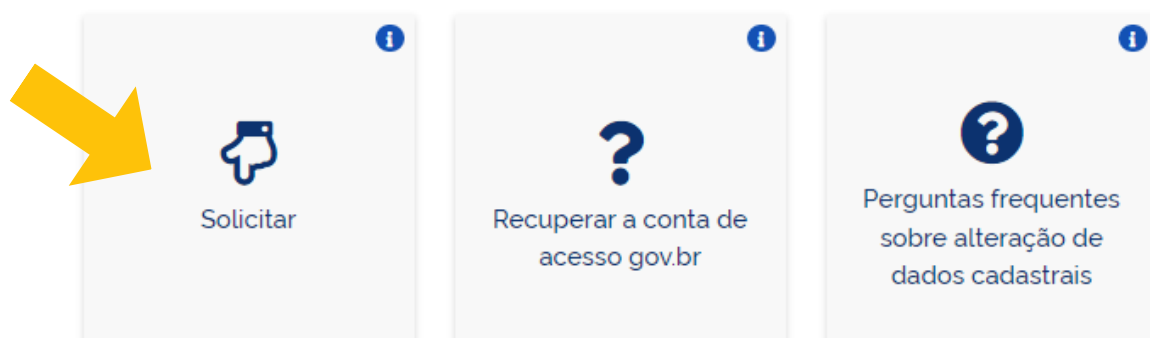 Solicitar
Recuperar a conta de
acesso gov.br
Perguntas frequentes
sobre alteração de
dados cadastrais